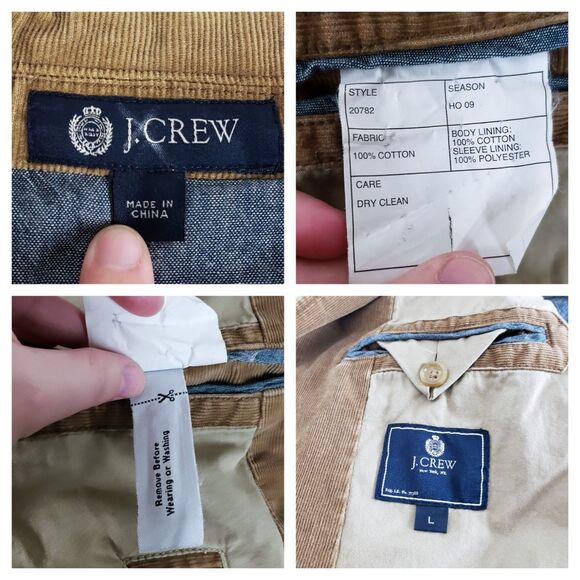 J.CREW
MADE IN
CHINA
STYLE
20782
SEASON
HO 09
FABRIC
100% COTTON
BODY LINING:
100% COTTON
SLEEVE LINING:
100% POLYESTER
CARE
DRY CLEAN
Remove Before
Wearing or Washing
J.CREW
New York, NY.
L